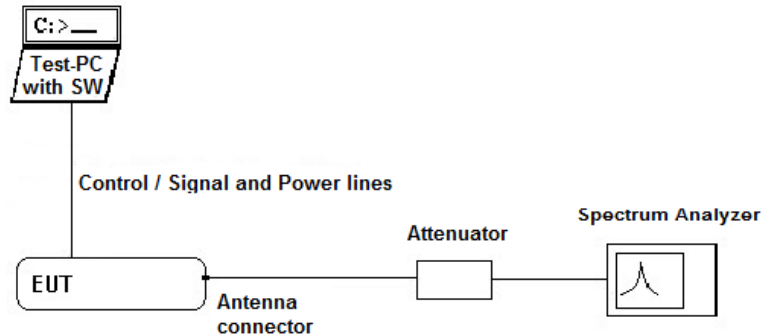 C:>
Test-PC
with SW
Control / Signal and Power lines
Spectrum Analyzer
Attenuator
EUT
Antenna
connector